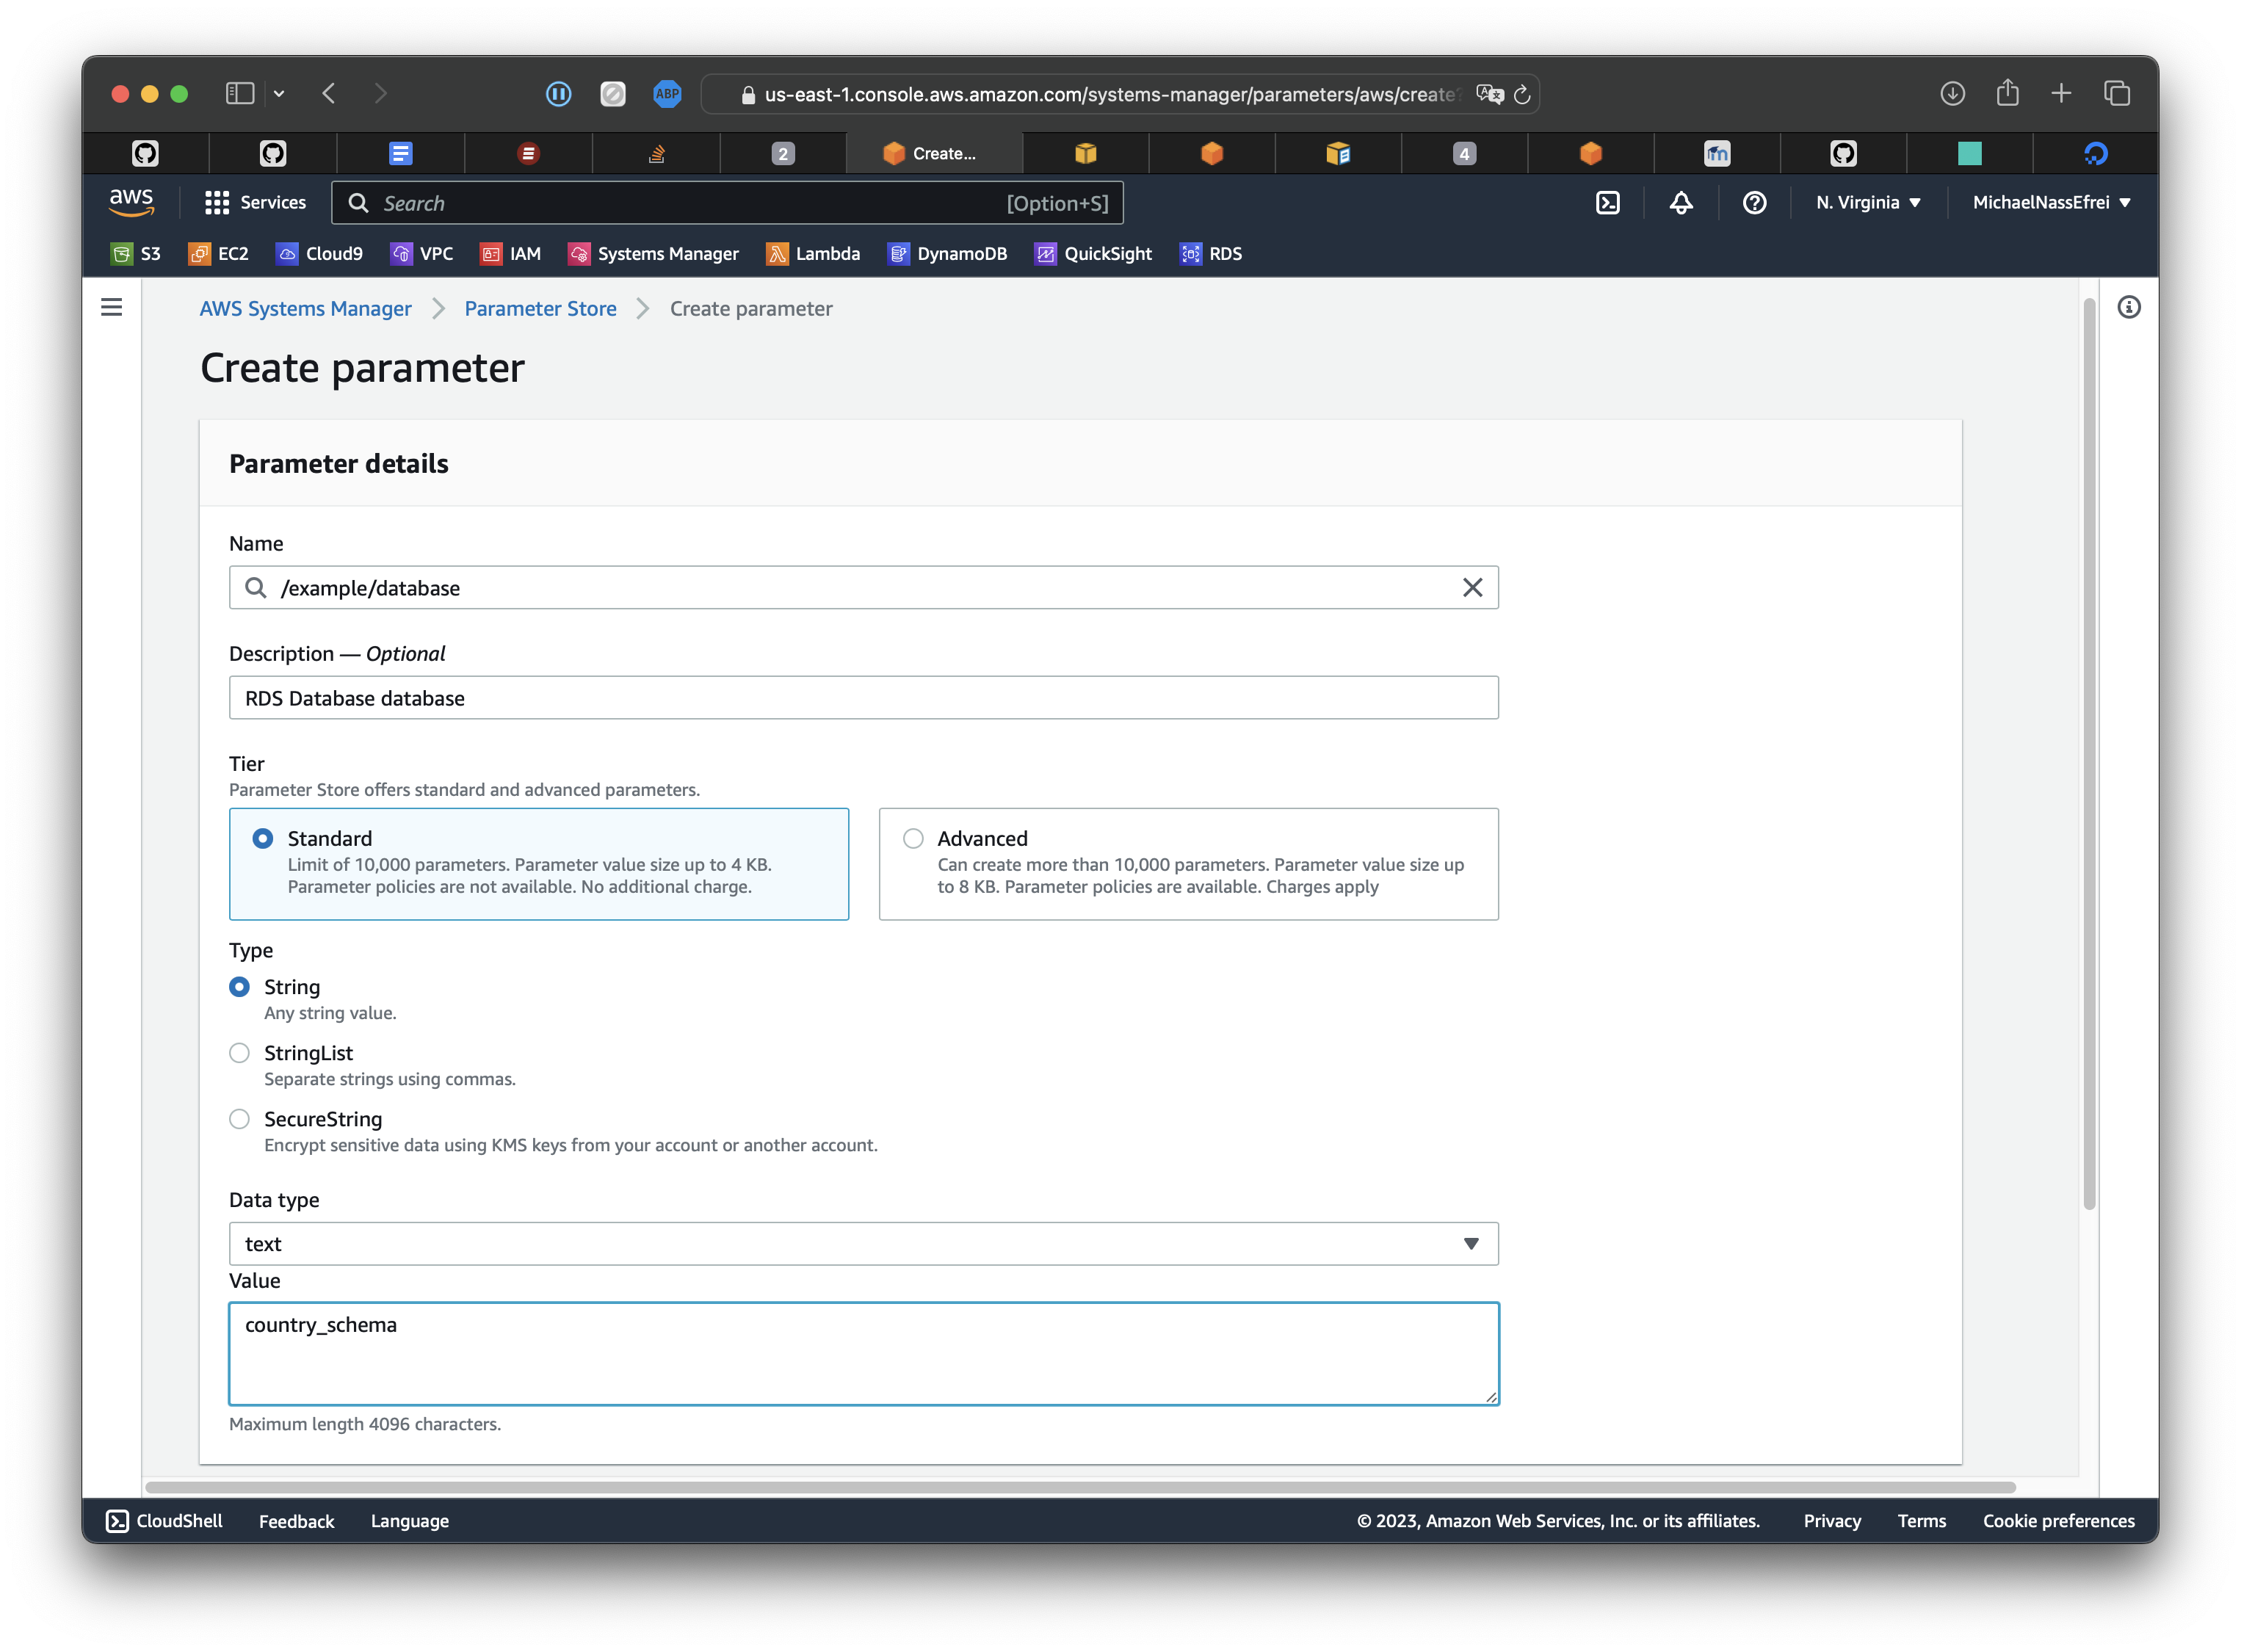 ABP
us-east-1.console.aws.amazon.com/systems-manager/parameters/aws/create
2
Create...
4
aws
Services
Search
[Option+S]
N. Virginia
MichaelNassEfrei
S3
EC2
Cloud9
VPC
IAM
Systems Manager
Lambda
DynamoDB
QuickSight
RDS
AWS Systems Manager
Parameter Store
Create parameter
Create parameter
Parameter details
Name
/example/database
Description — Optional
RDS Database database
Tier
Parameter Store offers standard and advanced parameters.
Standard
Limit of 10,000 parameters. Parameter value size up to 4 KB.
Parameter policies are not available. No additional charge.
Advanced
Can create more than 10,000 parameters. Parameter value size up
to 8 KB. Parameter policies are available. Charges apply
Type
String
Any string value.
StringList
Separate strings using commas.
SecureString
Encrypt sensitive data using KMS keys from your account or another account.
Data type
text
Value
country_schema
Maximum length 4096 characters.
CloudShell
Feedback
Language
© 2023, Amazon Web Services, Inc. or its affiliates.
Privacy
Terms
Cookie preferences